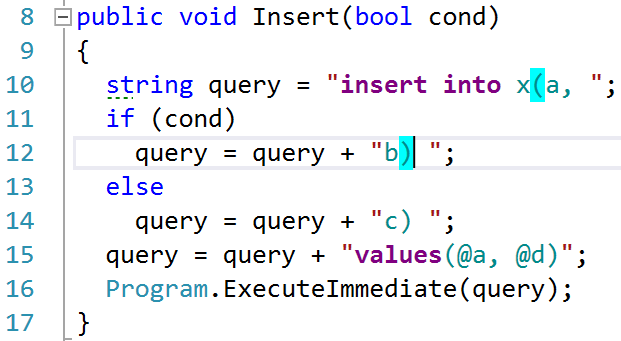 8 public void Insert(bool cond)
9 {
10 string query = "insert into x(a, ";
11 if (cond)
12 query = query + "b) ";
13 else
14 query = query + "c) ";
15 query = query + "values(@a, @d)";
16 Program.ExecuteImmediate(query);
17 }